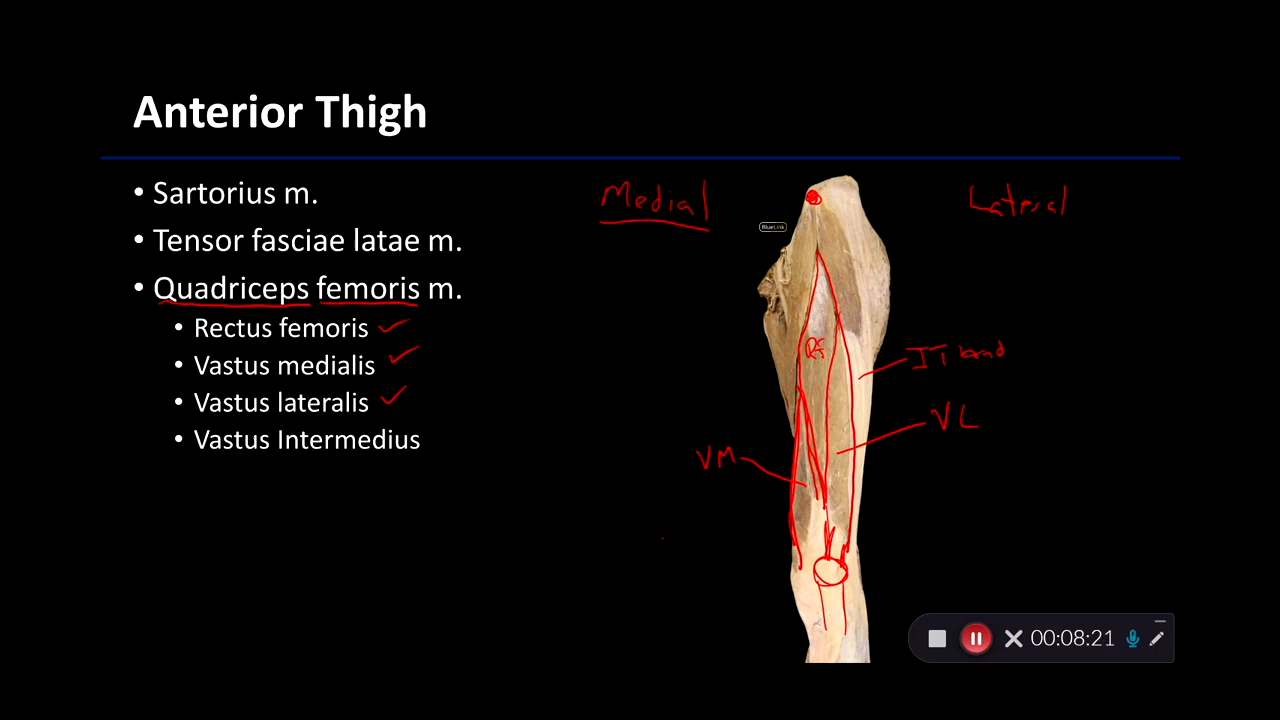 Anterior Thigh
• Sartorius m.
• Tensor fasciae latae m.
• Quadriceps femoris m.
• Rectus femoris
• Vastus medialis
• Vastus lateralis
• Vastus Intermedius
Medial
Lateral
BlueLink
RF
IT band
VL
VM
00:08:21